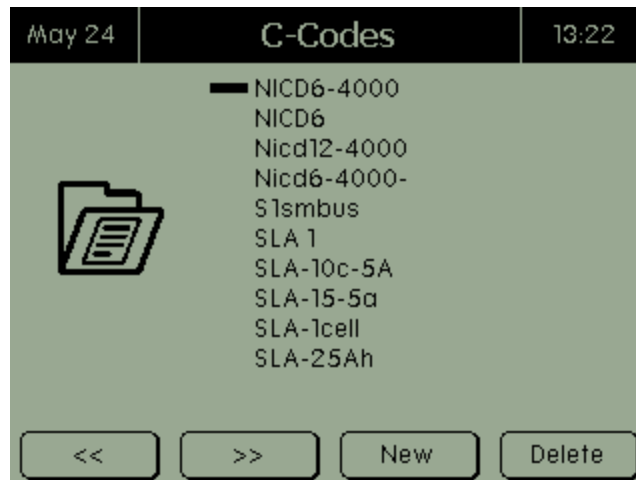 May 24 C-Codes 13:22
NICD6-4000
NICD6
Nicd12-4000
Nicd6-4000-
S1smbus
SLA 1
SLA-10c-5A
SLA-15-5a
SLA-1cell
SLA-25Ah
<< >> New Delete